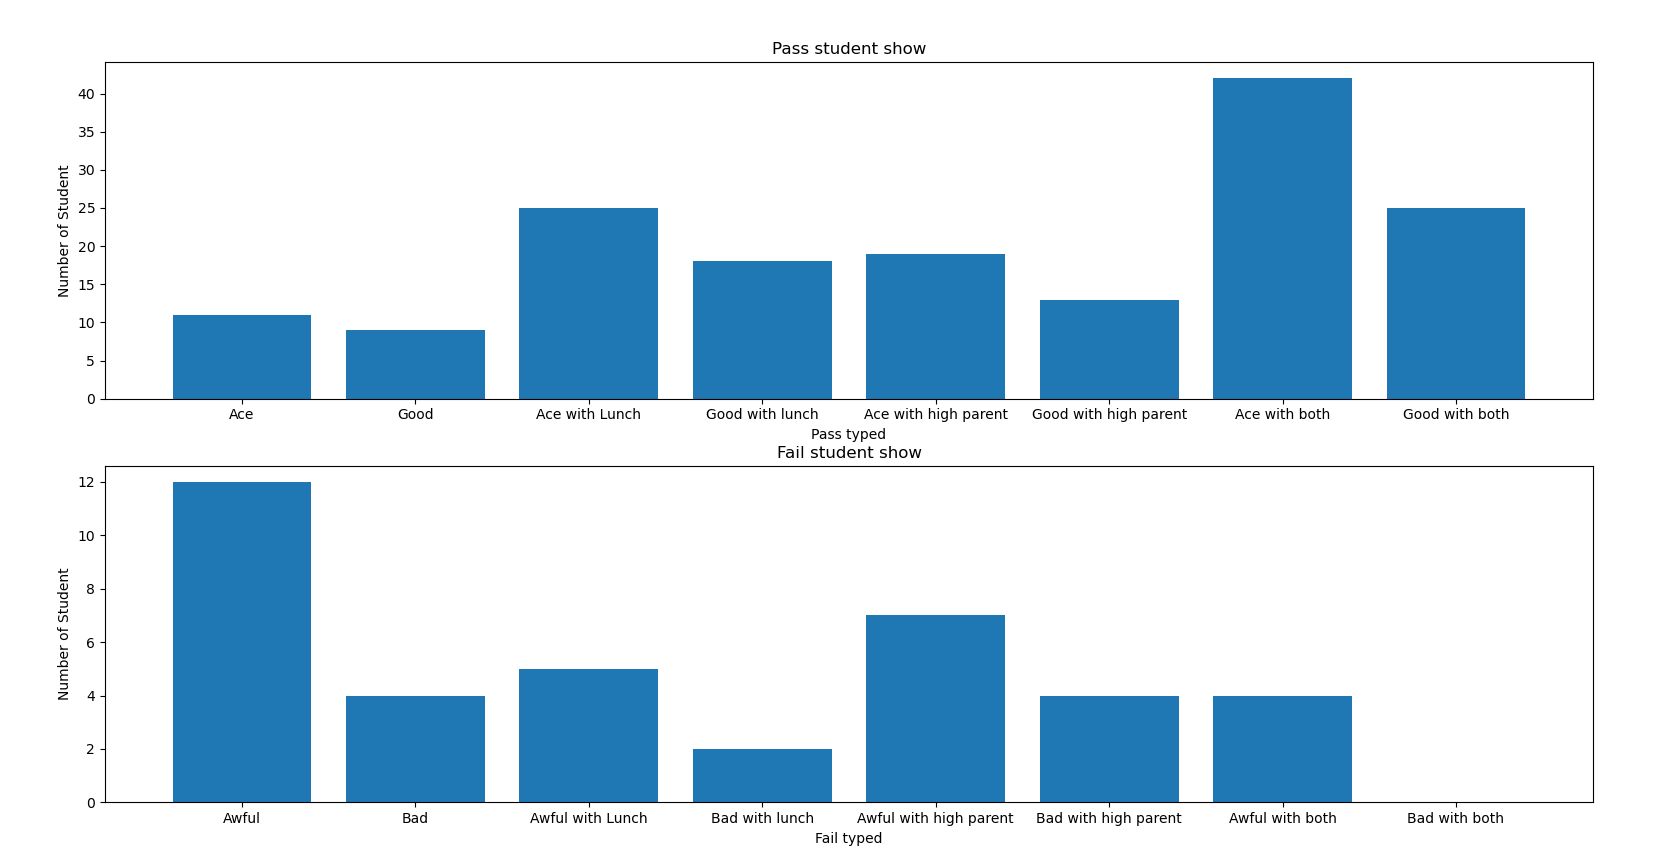 Pass student show
Number of Student
40
35
30
25
20
15
10
5
0
Ace Good Ace with Lunch Good with lunch Ace with high parent Good with high parent Ace with both Good with both
Pass typed
Fail student show
Number of Student
12
10
8
6
4
2
0
Awful Bad Awful with Lunch Bad with lunch Awful with high parent Bad with high parent Awful with both Bad with both
Fail typed